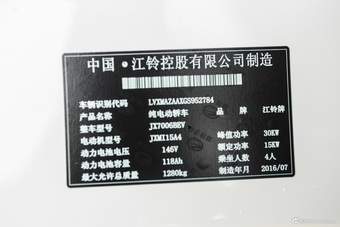 中国·江铃控股有限公司制造
车辆识别代码 LVXMAZAAXGS952784
产品名称 纯电动轿车 品牌 江铃牌
整车型号 JX7006BEV
电动机型号 JXMI15A4 峰值功率 30KW
动力电池电压 146V 额定功率 15KW
动力电池容量 118Ah 乘坐人数 4人
最大允许总质量 1280kg 制造年月 2016/07